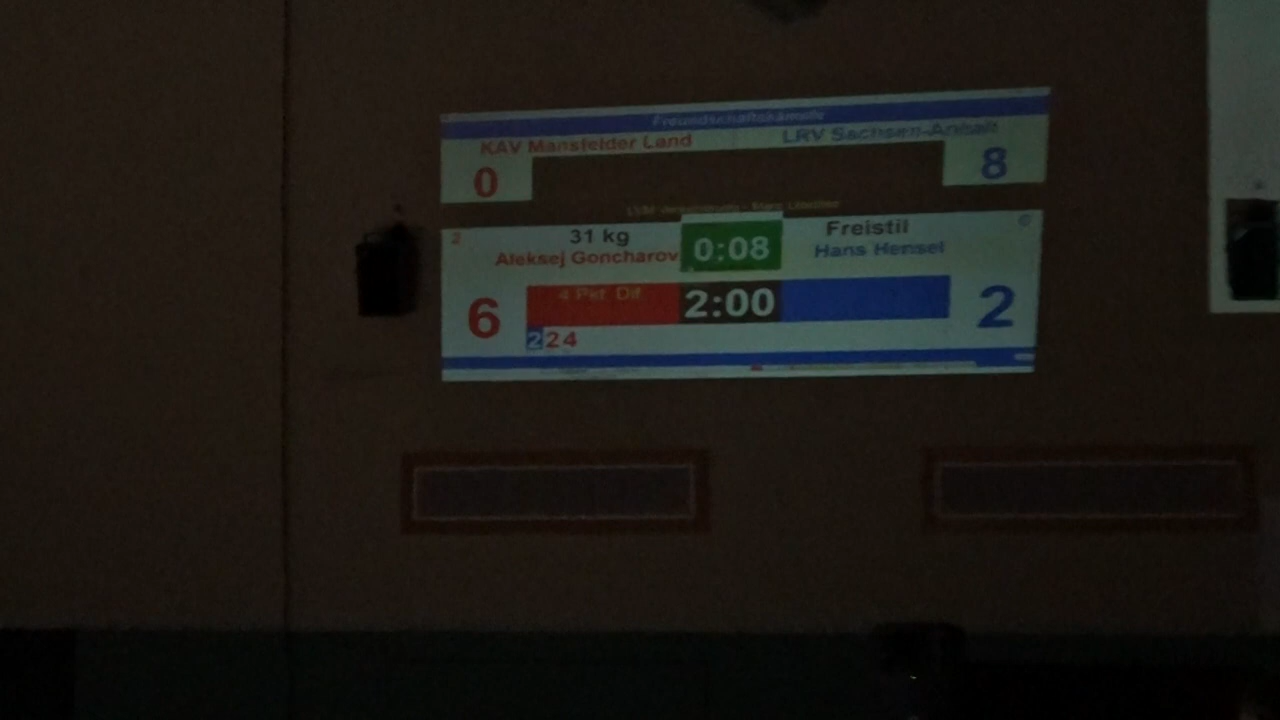 Freundschaftskämpfe
KAV Mansfelder Land LRV Sachsen-Anhalt
0 8
2 31 kg 0:08 Freistil
Aleksej Goncharov Hans Hensel
6 4 Pkt Dif 2:00 2
224